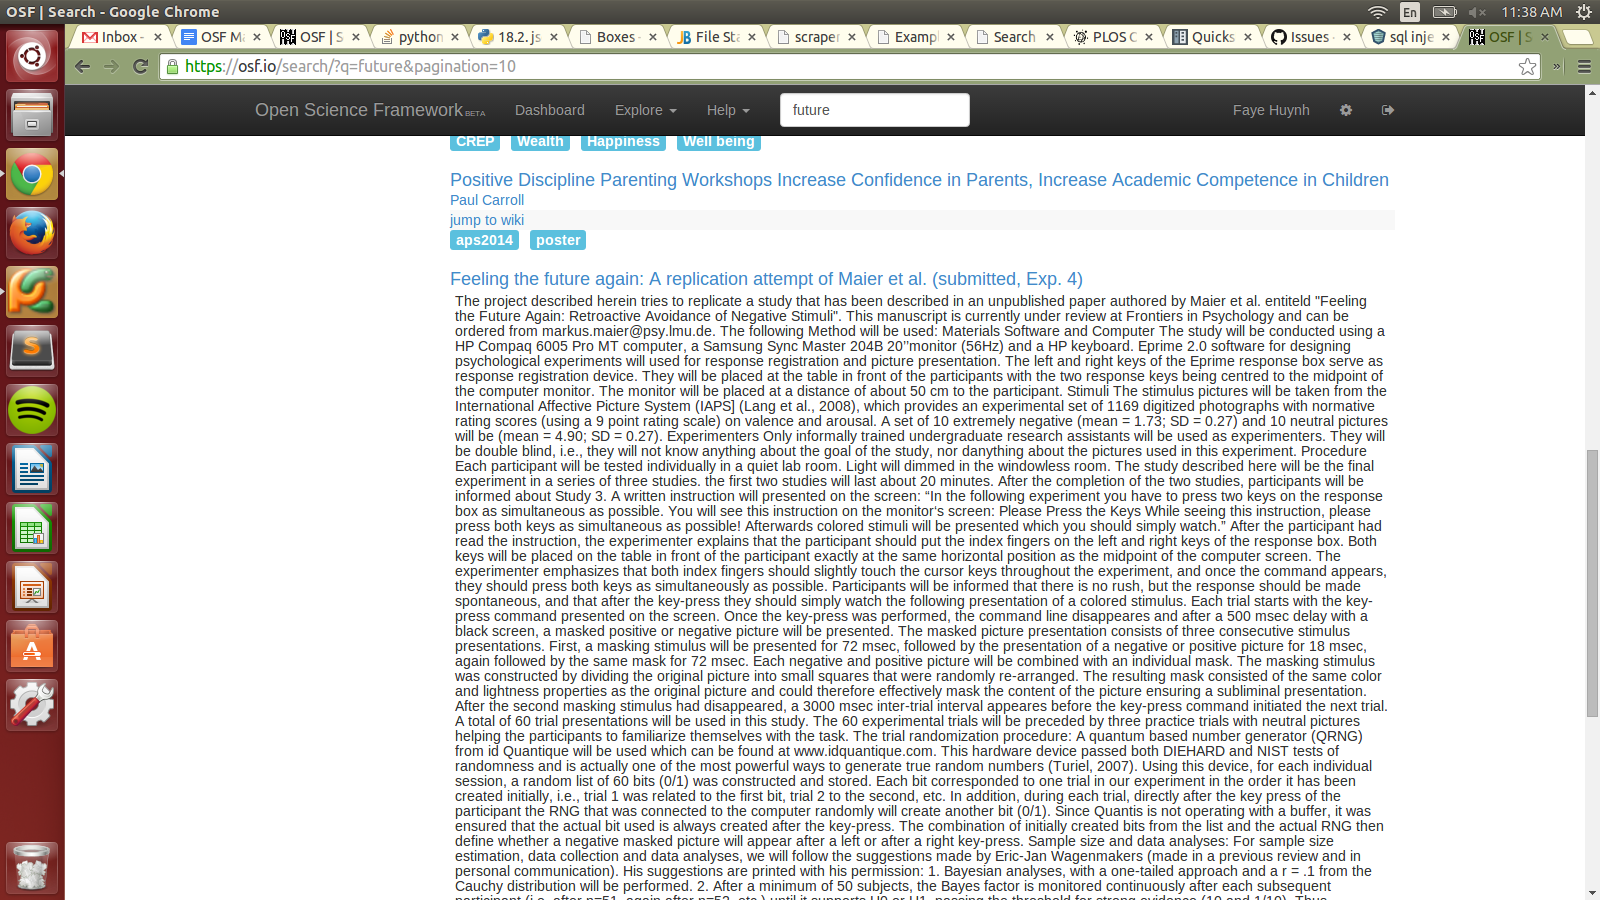 OSF | Search - Google Chrome
En
11:38 AM
Inbox -
OSF Ma
OSF | S
python
18.2. js
Boxes
File Sta
scraper
Exampl
Search
PLOS C
Quicks
Issues
sql inje
OSF | S
https://osf.io/search/?q=future&pagination=10
Open Science Framework BETA
Dashboard
Explore
Help
future
Faye Huynh
CREP Wealth Happiness Well being
Positive Discipline Parenting Workshops Increase Confidence in Parents, Increase Academic Competence in Children
Paul Carroll
jump to wiki
aps2014 poster
Feeling the future again: A replication attempt of Maier et al. (submitted, Exp. 4)
The project described herein tries to replicate a study that has been described in an unpublished paper authored by Maier et al. entiteld "Feeling
the Future Again: Retroactive Avoidance of Negative Stimuli". This manuscript is currently under review at Frontiers in Psychology and can be
ordered from markus.maier@psy.lmu.de. The following Method will be used: Materials Software and Computer The study will be conducted using a
HP Compaq 6005 Pro MT computer, a Samsung Sync Master 204B 20’'monitor (56Hz) and a HP keyboard. Eprime 2.0 software for designing
psychological experiments will used for response registration and picture presentation. The left and right keys of the Eprime response box serve as
response registration device. They will be placed at the table in front of the participants with the two response keys being centred to the midpoint of
the computer monitor. The monitor will be placed at a distance of about 50 cm to the participant. Stimuli The stimulus pictures will be taken from the
International Affective Picture System (IAPS] (Lang et al., 2008), which provides an experimental set of 1169 digitized photographs with normative
rating scores (using a 9 point rating scale) on valence and arousal. A set of 10 extremely negative (mean = 1.73; SD = 0.27) and 10 neutral pictures
will be (mean = 4.90; SD = 0.27). Experimenters Only informally trained undergraduate research assistants will be used as experimenters. They will
be double blind, i.e., they will not know anything about the goal of the study, nor danything about the pictures used in this experiment. Procedure
Each participant will be tested individually in a quiet lab room. Light will dimmed in the windowless room. The study described here will be the final
experiment in a series of three studies. the first two studies will last about 20 minutes. After the completion of the two studies, participants will be
informed about Study 3. A written instruction will presented on the screen: “In the following experiment you have to press two keys on the response
box as simultaneous as possible. You will see this instruction on the monitor‘s screen: Please Press the Keys While seeing this instruction, please
press both keys as simultaneous as possible! Afterwards colored stimuli will be presented which you should simply watch.” After the participant had
read the instruction, the experimenter explains that the participant should put the index fingers on the left and right keys of the response box. Both
keys will be placed on the table in front of the participant exactly at the same horizontal position as the midpoint of the computer screen. The
experimenter emphasizes that both index fingers should slightly touch the cursor keys throughout the experiment, and once the command appears,
they should press both keys as simultaneously as possible. Participants will be informed that there is no rush, but the response should be made
spontaneous, and that after the key-press they should simply watch the following presentation of a colored stimulus. Each trial starts with the key-
press command presented on the screen. Once the key-press was performed, the command line disappeares and after a 500 msec delay with a
black screen, a masked positive or negative picture will be presented. The masked picture presentation consists of three consecutive stimulus
presentations. First, a masking stimulus will be presented for 72 msec, followed by the presentation of a negative or positive picture for 18 msec,
again followed by the same mask for 72 msec. Each negative and positive picture will be combined with an individual mask. The masking stimulus
was constructed by dividing the original picture into small squares that were randomly re-arranged. The resulting mask consisted of the same color
and lightness properties as the original picture and could therefore effectively mask the content of the picture ensuring a subliminal presentation.
After the second masking stimulus had disappeared, a 3000 msec inter-trial interval appeares before the key-press command initiated the next trial.
A total of 60 trial presentations will be used in this study. The 60 experimental trials will be preceded by three practice trials with neutral pictures
helping the participants to familiarize themselves with the task. The trial randomization procedure: A quantum based number generator (QRNG)
from id Quantique will be used which can be found at www.idquantique.com. This hardware device passed both DIEHARD and NIST tests of
randomness and is actually one of the most powerful ways to generate true random numbers (Turiel, 2007). Using this device, for each individual
session, a random list of 60 bits (0/1) was constructed and stored. Each bit corresponded to one trial in our experiment in the order it has been
created initially, i.e., trial 1 was related to the first bit, trial 2 to the second, etc. In addition, during each trial, directly after the key press of the
participant the RNG that was connected to the computer randomly will create another bit (0/1). Since Quantis is not operating with a buffer, it was
ensured that the actual bit used is always created after the key-press. The combination of initially created bits from the list and the actual RNG then
define whether a negative masked picture will appear after a left or after a right key-press. Sample size and data analyses: For sample size
estimation, data collection and data analyses, we will follow the suggestions made by Eric-Jan Wagenmakers (made in a previous review and in
personal communication). His suggestions are printed with his permission: 1. Bayesian analyses, with a one-tailed approach and a r = .1 from the
Cauchy distribution will be performed. 2. After a minimum of 50 subjects, the Bayes factor is monitored continuously after each subsequent
participant (i.e. after n=51, again after n=52, etc.) until it supports H0 or H1, passing the threshold for strong evidence (10 and 1/10). Thus